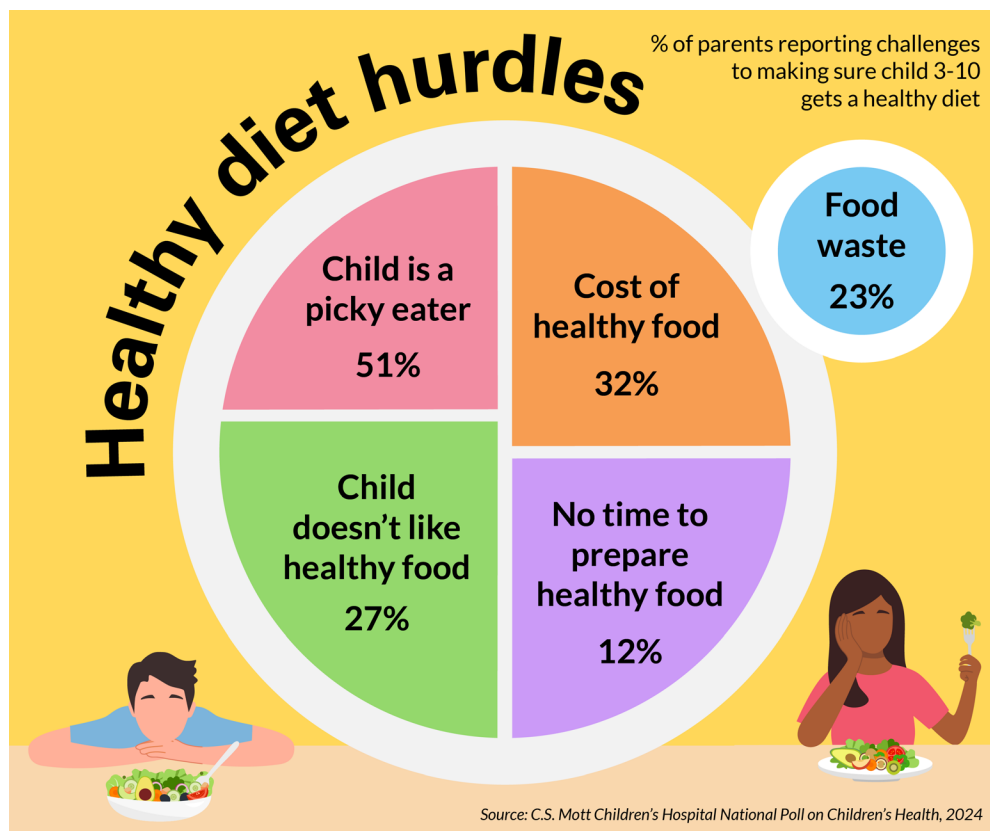 Healthy diet hurdles
% of parents reporting challenges
to making sure child 3-10
gets a healthy diet
Food
waste
23%
Child is a
picky eater
51%
Cost of
healthy food
32%
Child
doesn’t like
healthy food
27%
No time to
prepare
healthy food
12%
Source: C.S. Mott Children’s Hospital National Poll on Children’s Health, 2024